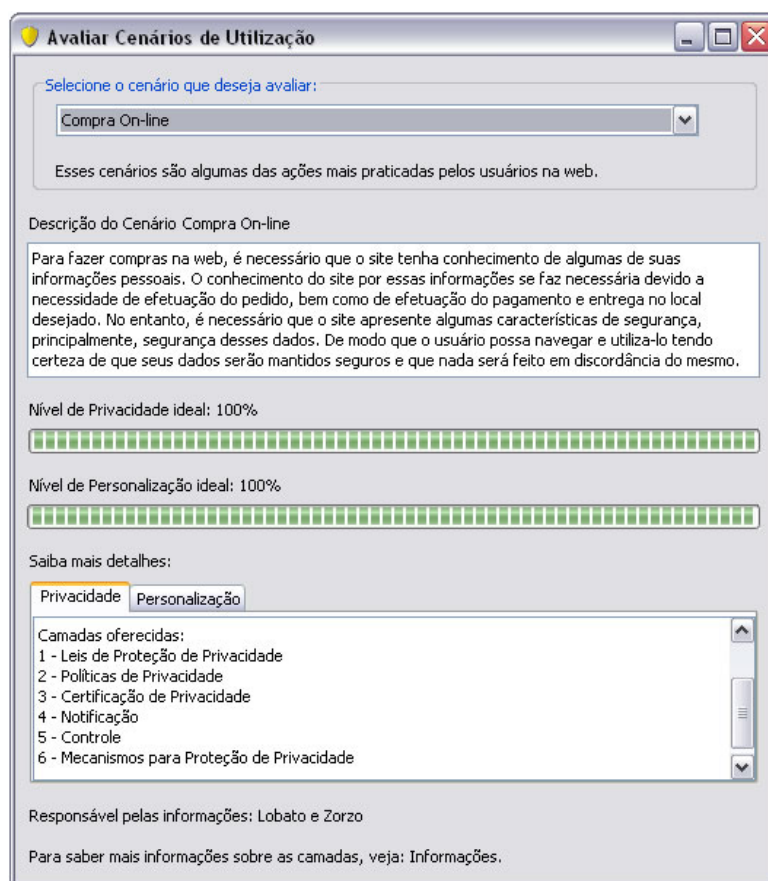 Avaliar Cenários de Utilização
Selecione o cenário que deseja avaliar:
Compra On-line
Esses cenários são algumas das ações mais praticadas pelos usuários na web.
Descrição do Cenário Compra On-line
Para fazer compras na web, é necessário que o site tenha conhecimento de algumas de suas
informações pessoais. O conhecimento do site por essas informações se faz necessária devido a
necessidade de efetuação do pedido, bem como de efetuação do pagamento e entrega no local
desejado. No entanto, é necessário que o site apresente algumas características de segurança,
principalmente, segurança desses dados. De modo que o usuário possa navegar e utiliza-lo tendo
certeza de que seus dados serão mantidos seguros e que nada será feito em discordância do mesmo.
Nível de Privacidade ideal: 100%
Nível de Personalização ideal: 100%
Saiba mais detalhes:
Privacidade Personalização
Camadas oferecidas:
1 - Leis de Proteção de Privacidade
2 - Políticas de Privacidade
3 - Certificação de Privacidade
4 - Notificação
5 - Controle
6 - Mecanismos para Proteção de Privacidade
Responsável pelas informações: Lobato e Zorzo
Para saber mais informações sobre as camadas, veja: Informações.